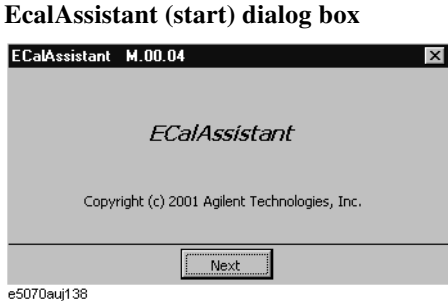 EcalAssistant (start) dialog box
ECalAssistant M.00.04
ECalAssistant
Copyright (c) 2001 Agilent Technologies, Inc.
Next
e5070auj138